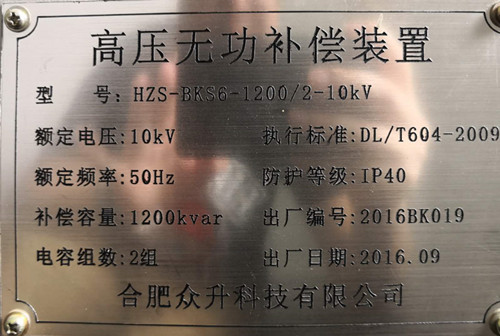 高压无功补偿装置
型 号：HZS-BKS6-1200/2-10kV
额定电压：10kV 执行标准：DL/T604-2009
额定频率：50Hz 防护等级：IP40
补偿容量：1200kvar 出厂编号：2016BK019
电容组数：2组 出厂日期：2016.09
合肥众升科技有限公司